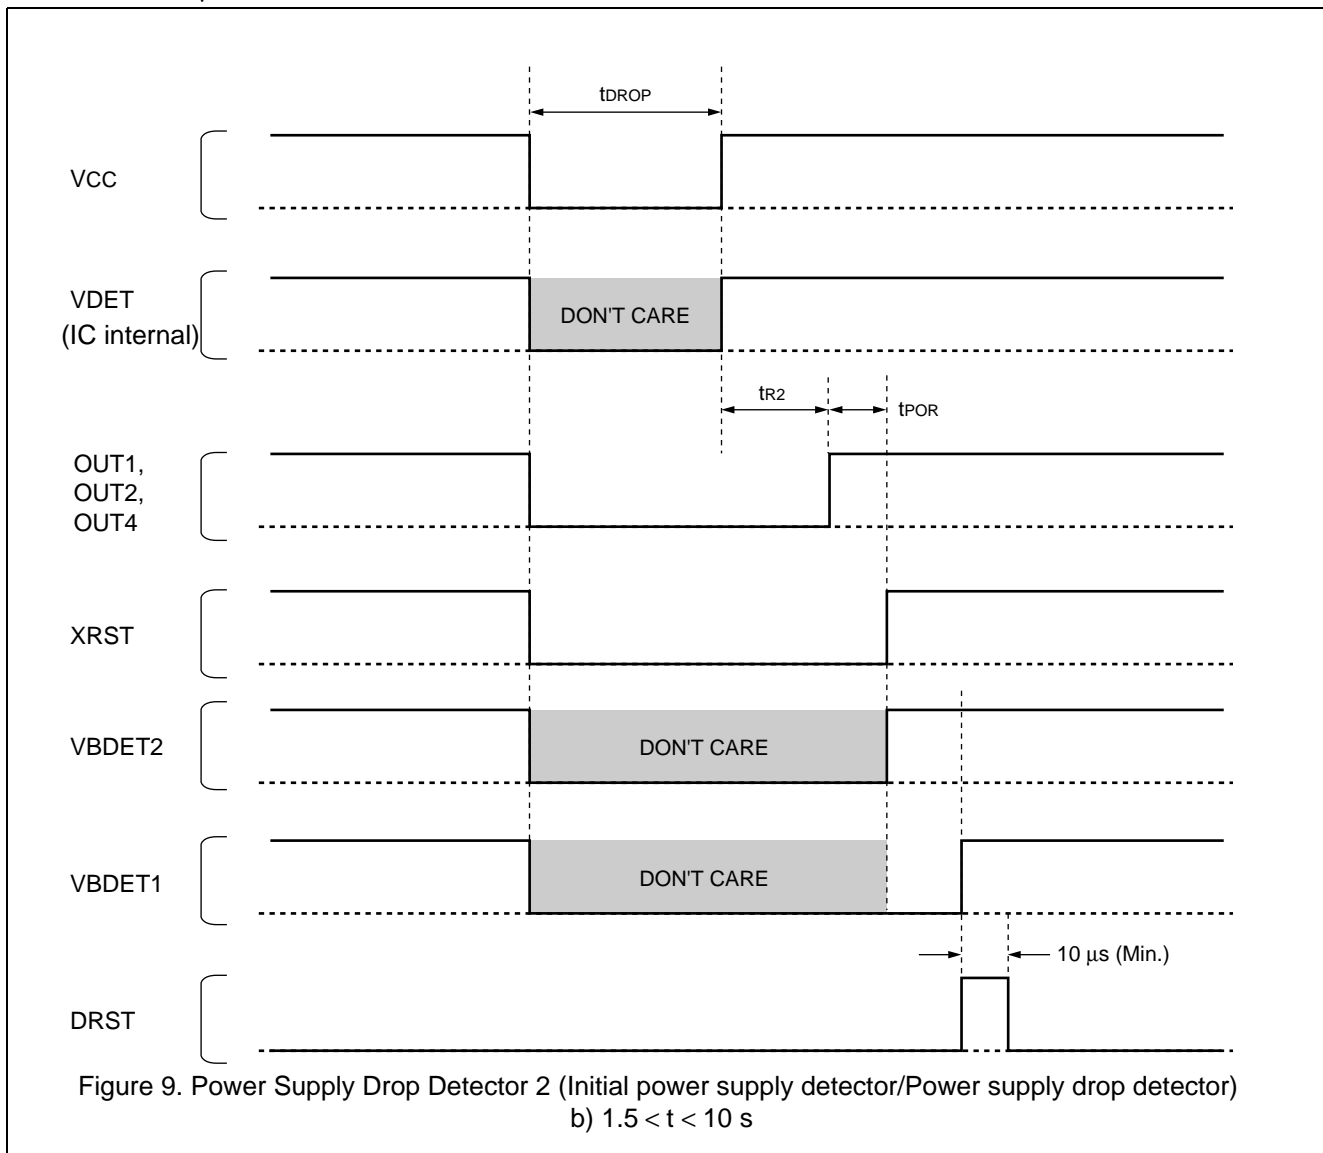 tDROP
VCC
VDET
(IC internal)
DON'T CARE
tR2
tPOR
OUT1,
OUT2,
OUT4
XRST
VBDET2
DON'T CARE
VBDET1
DON'T CARE
10 μs (Min.)
DRST
Figure 9. Power Supply Drop Detector 2 (Initial power supply detector/Power supply drop detector)
b) 1.5 < t < 10 s